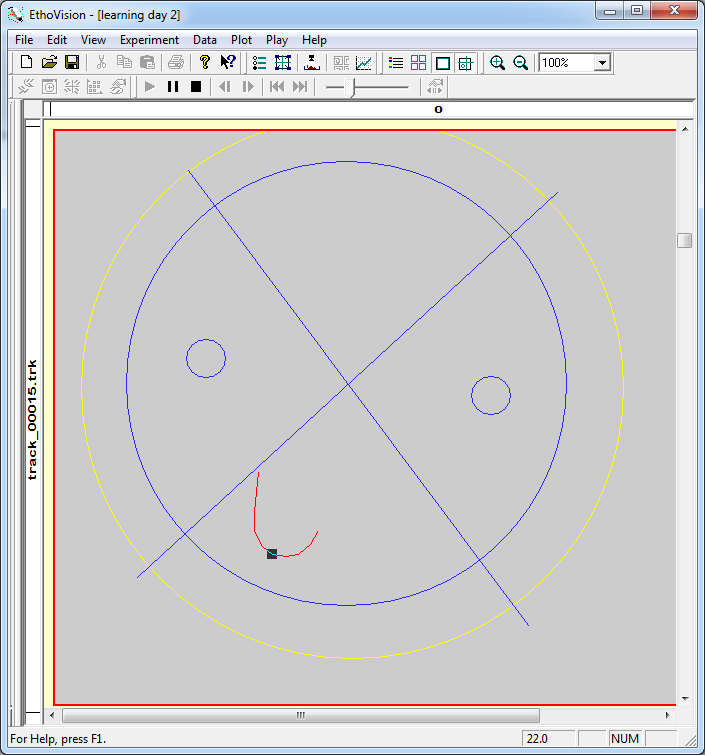 EthoVision - [learning day 2]
File Edit View Experiment Data Plot Play Help
100%
0
track_00015.trk
For Help, press F1.
22.0
NUM